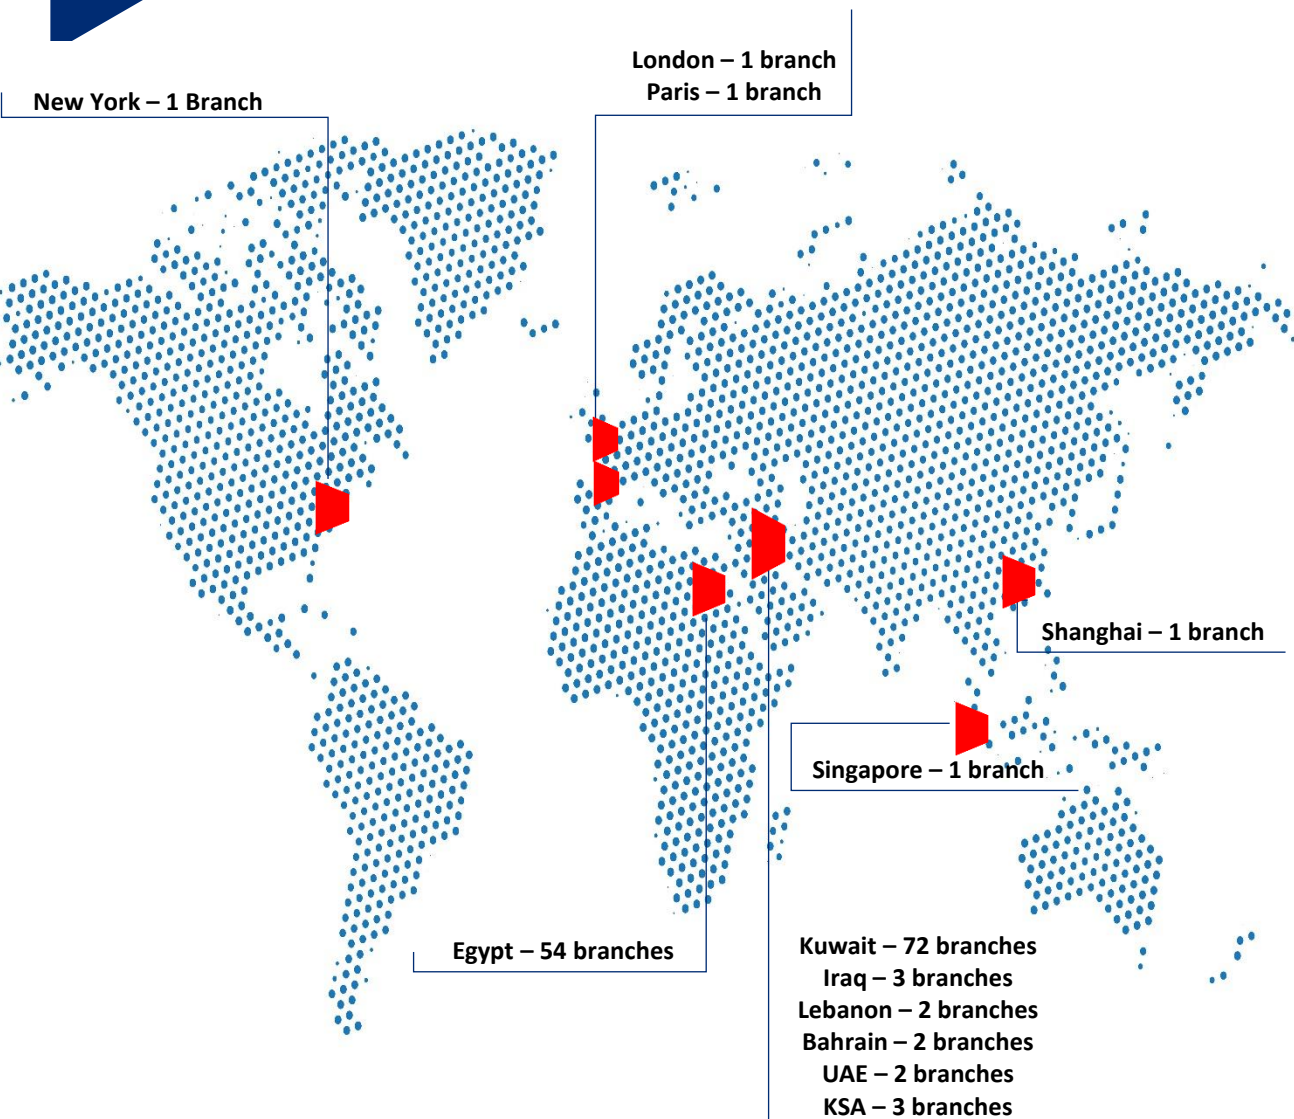 London – 1 branch
Paris – 1 branch
New York – 1 Branch
Shanghai – 1 branch
Singapore – 1 branch
Egypt – 54 branches
Kuwait – 72 branches
Iraq – 3 branches
Lebanon – 2 branches
Bahrain – 2 branches
UAE – 2 branches
KSA – 3 branches